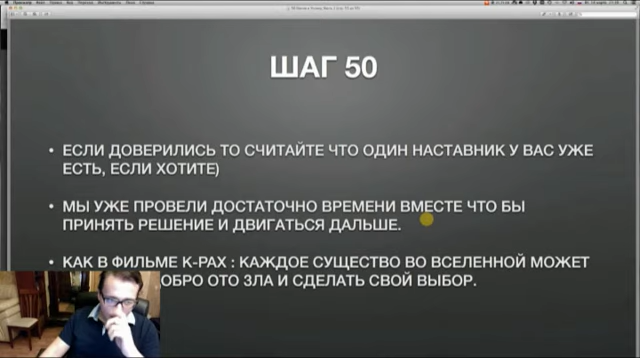 ШАГ 50
• ЕСЛИ ДОВЕРИЛИСЬ ТО СЧИТАЙТЕ ЧТО ОДИН НАСТАВНИК У ВАС УЖЕ
ЕСТЬ, ЕСЛИ ХОТИТЕ)
• МЫ УЖЕ ПРОВЕЛИ ДОСТАТОЧНО ВРЕМЕНИ ВМЕСТЕ ЧТО БЫ
ПРИНЯТЬ РЕШЕНИЕ И ДВИГАТЬСЯ ДАЛЬШЕ.
• КАК В ФИЛЬМЕ K-PAX : КАЖДОЕ СУЩЕСТВО ВО ВСЕЛЕННОЙ МОЖЕТ
ДОБРО ОТО ЗЛА И СДЕЛАТЬ СВОЙ ВЫБОР.